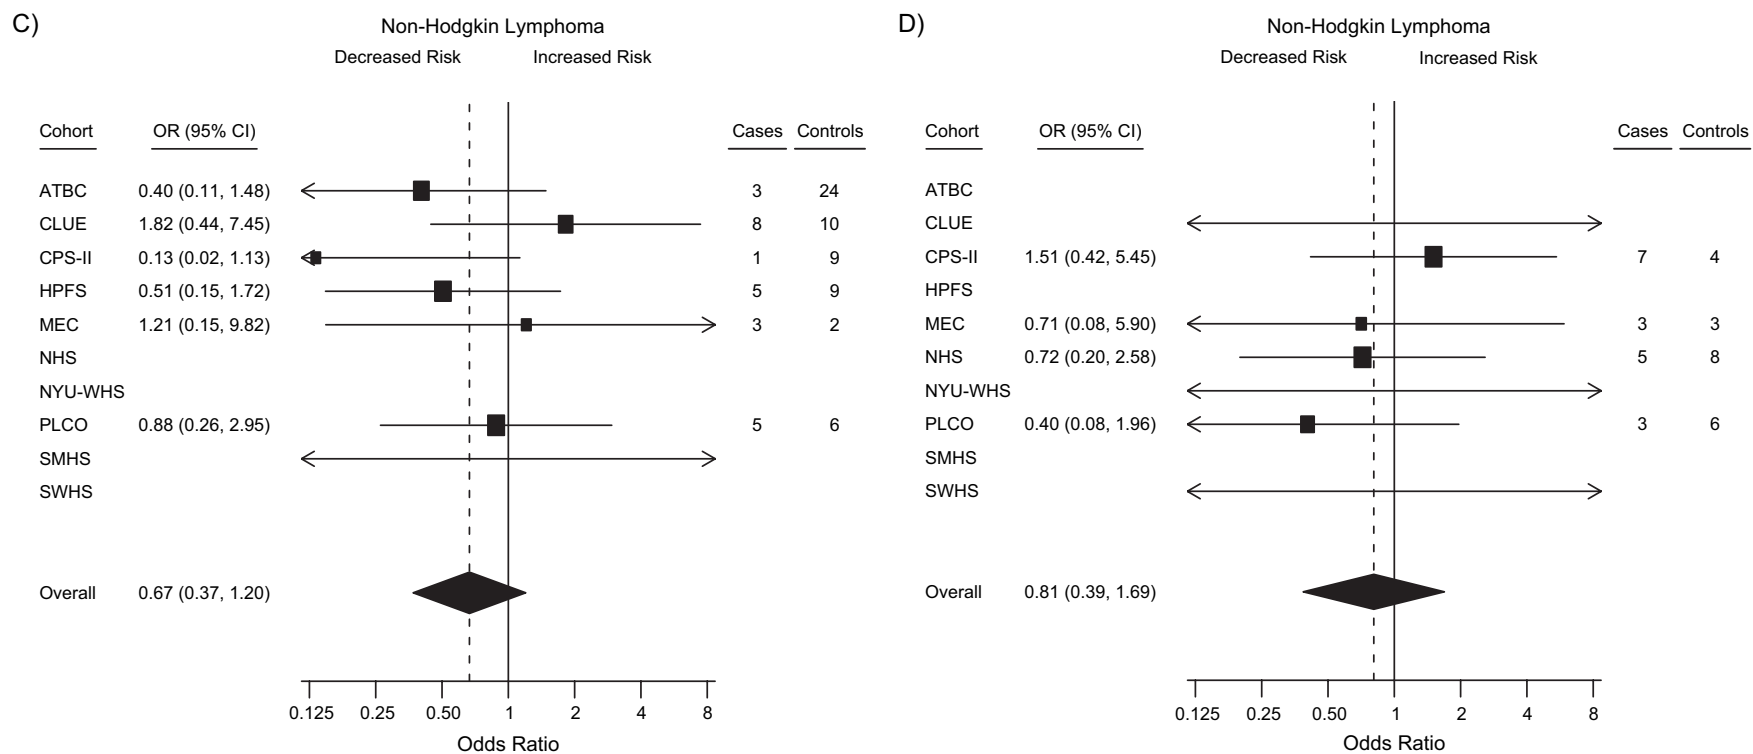 C)
Non-Hodgkin Lymphoma
Decreased Risk Increased Risk
Cohort OR (95% CI) Cases Controls
ATBC 0.40 (0.11, 1.48) 3 24
CLUE 1.82 (0.44, 7.45) 8 10
CPS-II 0.13 (0.02, 1.13) 1 9
HPFS 0.51 (0.15, 1.72) 5 9
MEC 1.21 (0.15, 9.82) 3 2
NHS
NYU-WHS
PLCO 0.88 (0.26, 2.95) 5 6
SMHS
SWHS
Overall 0.67 (0.37, 1.20)
0.125 0.25 0.50 1 2 4 8
Odds Ratio
D)
Non-Hodgkin Lymphoma
Decreased Risk Increased Risk
Cohort OR (95% CI) Cases Controls
ATBC
CLUE
CPS-II 1.51 (0.42, 5.45) 7 4
HPFS
MEC 0.71 (0.08, 5.90) 3 3
NHS 0.72 (0.20, 2.58) 5 8
NYU-WHS
PLCO 0.40 (0.08, 1.96) 3 6
SMHS
SWHS
Overall 0.81 (0.39, 1.69)
0.125 0.25 0.50 1 2 4 8
Odds Ratio